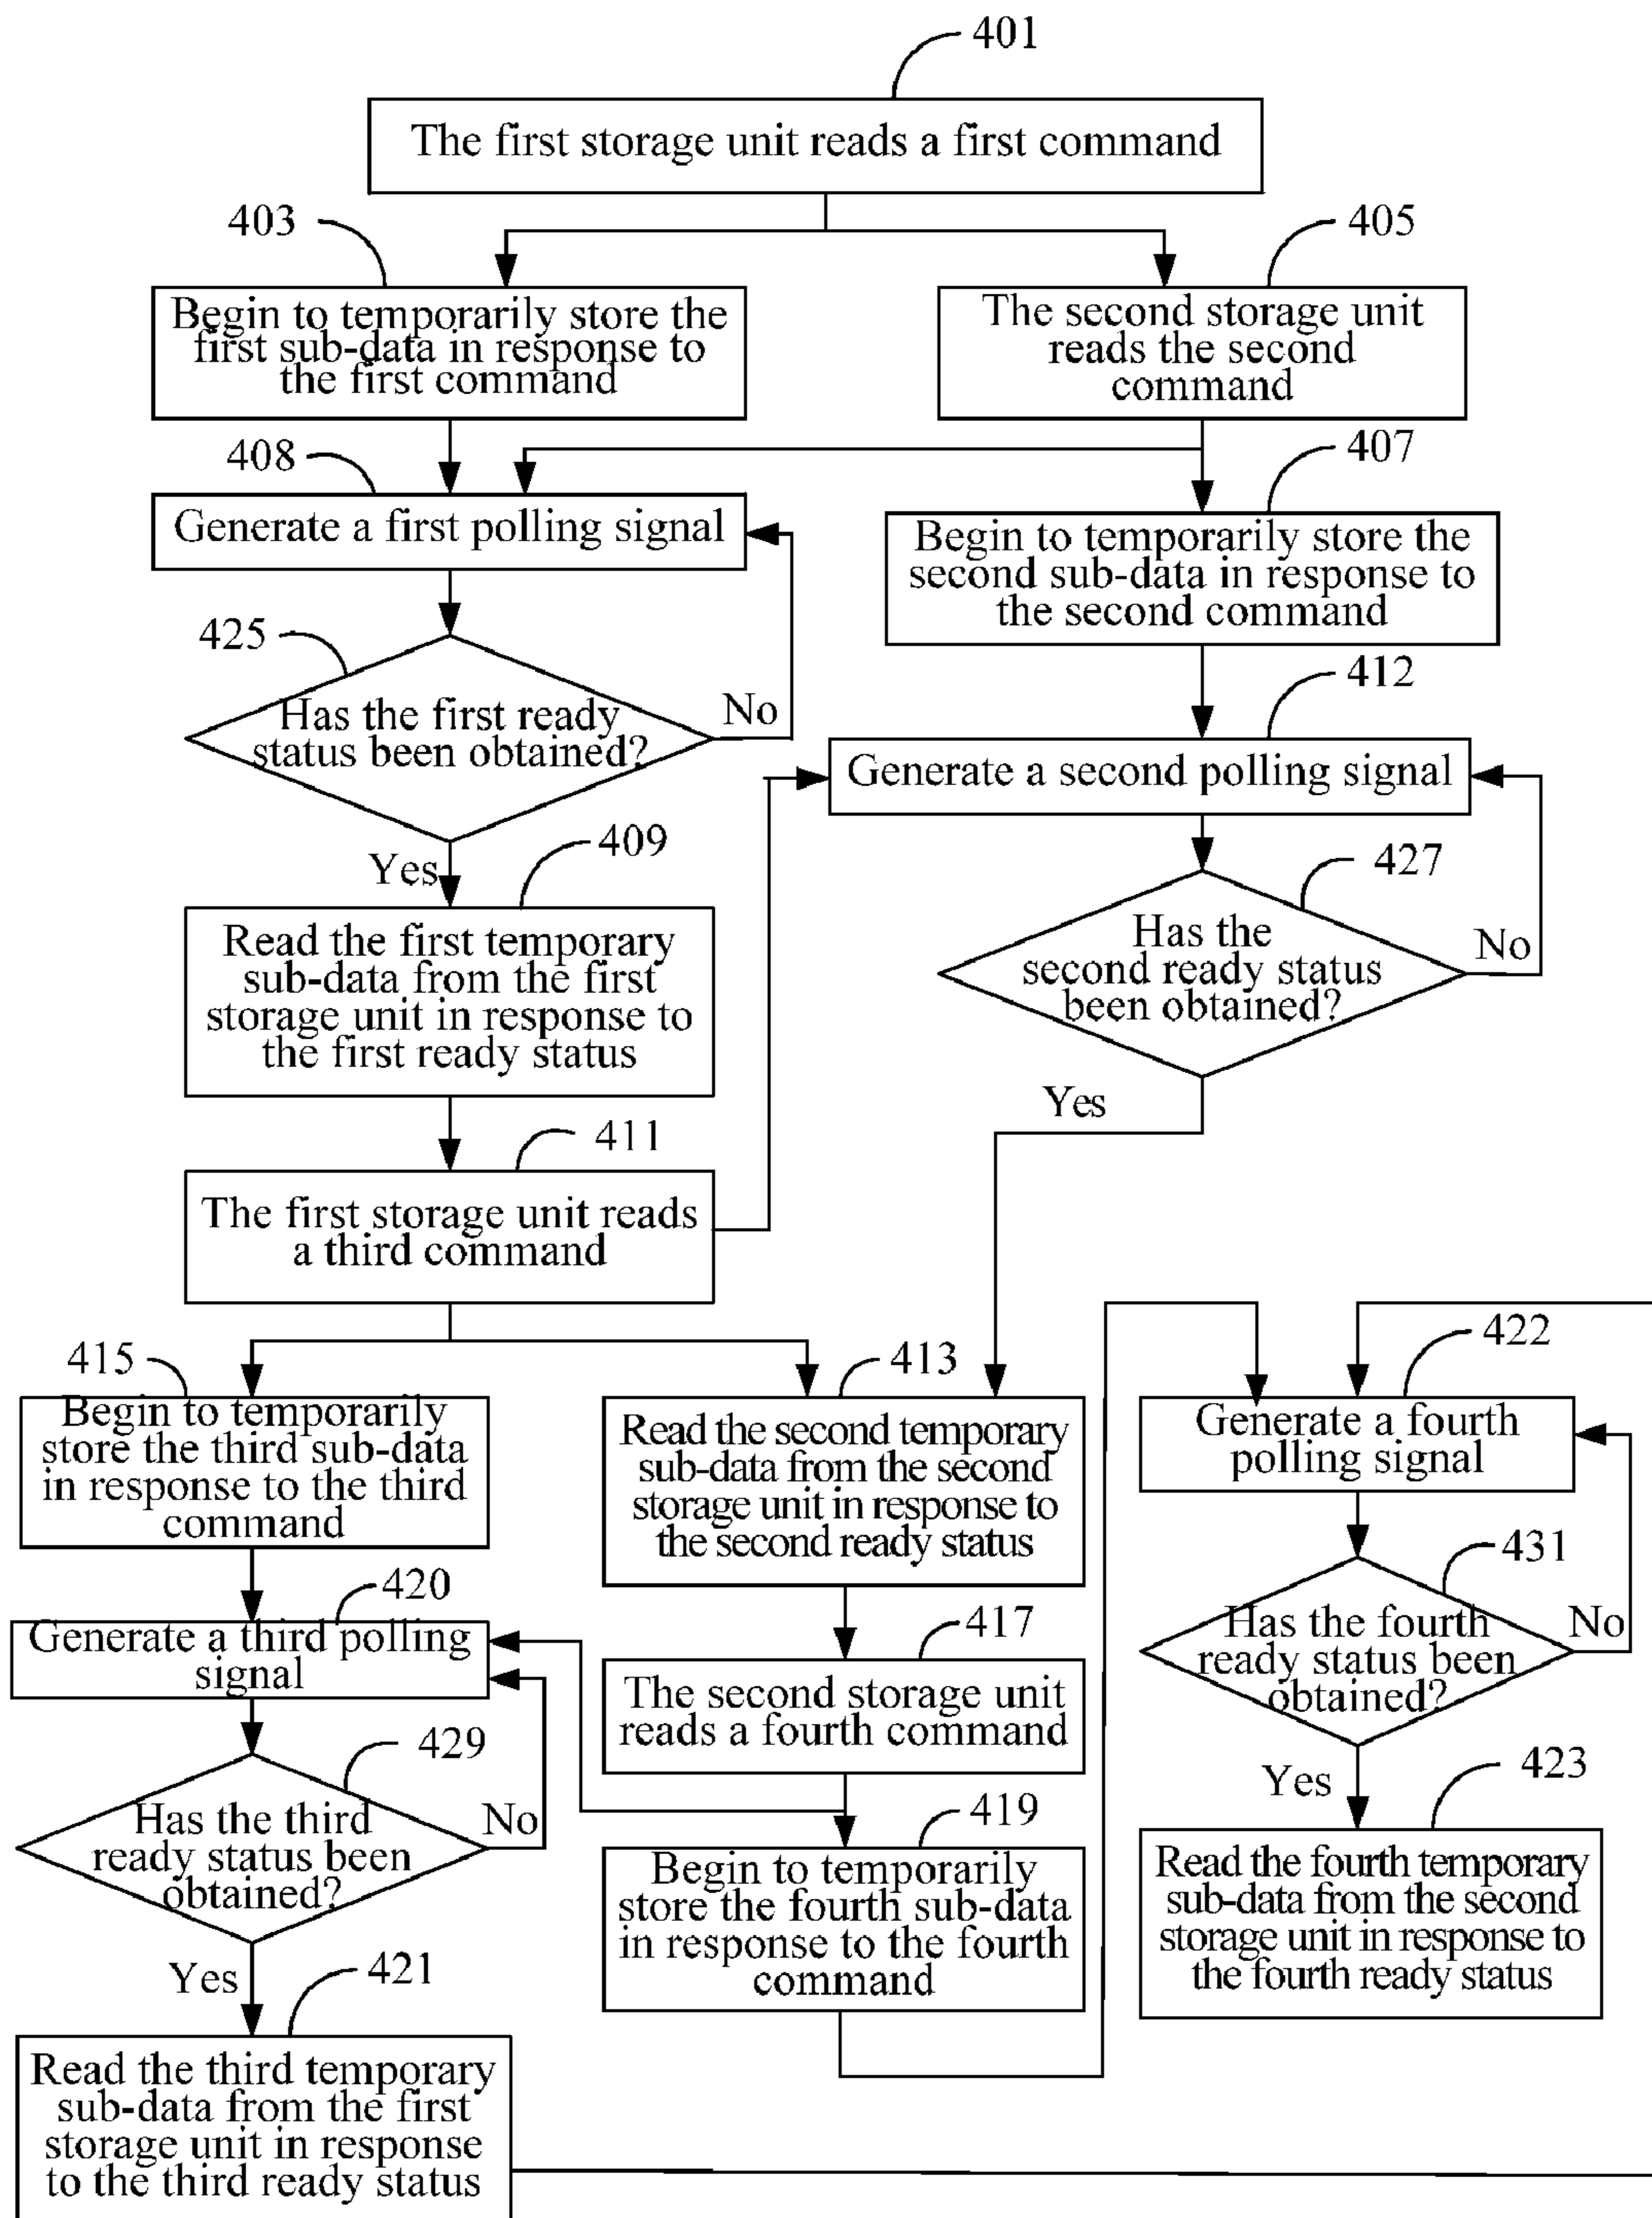 401
The first storage unit reads a first command
403
405
Begin to temporarily store the
first sub-data in response to
the first command
The second storage unit
reads the second
command
408
407
Generate a first polling signal
Begin to temporarily store the
second sub-data in response to
the second command
425
412
Has the first ready
status been obtained?
No
Generate a second polling signal
409
427
Yes
Read the first temporary
sub-data from the first
storage unit in response to
the first ready status
Has the
second ready status
been obtained?
No
Yes
411
The first storage unit reads
a third command
415
413
422
Begin to temporarily
store the third sub-data
in response to the third
command
Read the second temporary
sub-data from the second
storage unit in response to
the second ready status
Generate a fourth
polling signal
431
420
Generate a third polling
signal
417
Has the fourth
ready status been
obtained?
No
The second storage unit
reads a fourth command
429
Has the third
ready status been
obtained?
No
419
Yes
423
Begin to temporarily
store the fourth sub-data
in response to the fourth
command
Read the fourth temporary
sub-data from the second
storage unit in response to
the fourth ready status
Yes
421
Read the third temporary
sub-data from the first
storage unit in response
to the third ready status